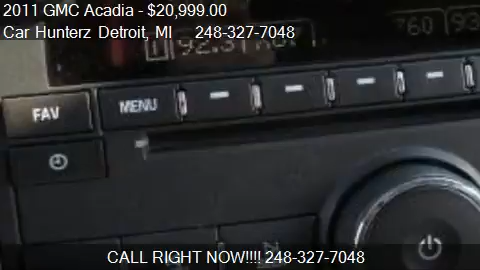 2011 GMC Acadia - $20,999.00
Car Hunterz Detroit, MI 248-327-7048
760
FAV
MENU
CALL RIGHT NOW!!!! 248-327-7048